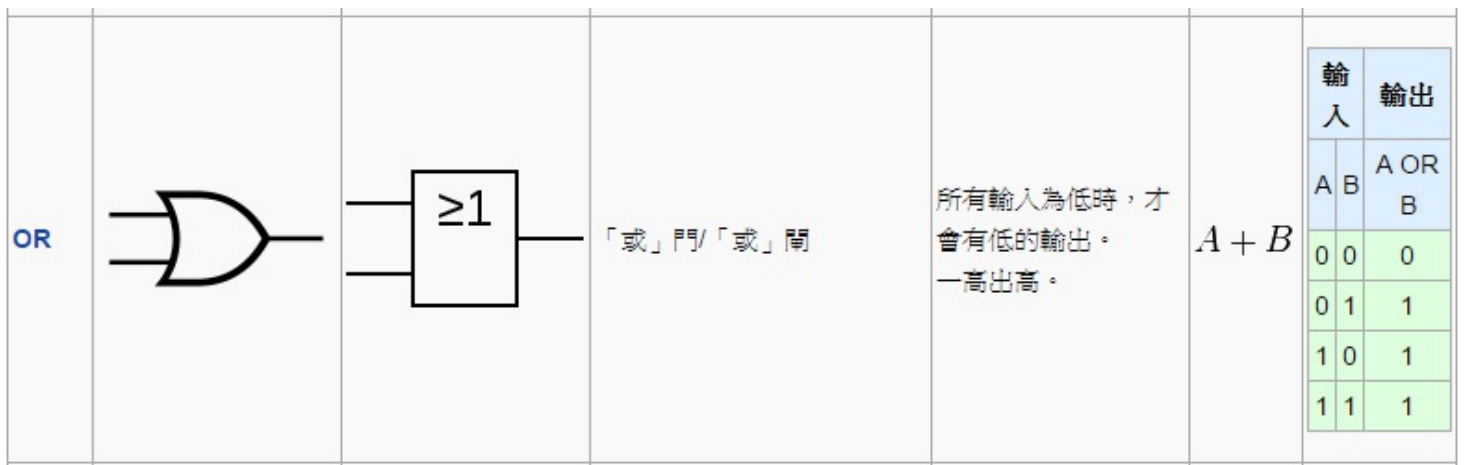 OR
≥1
「或」門/「或」閘
所有輸入為低時，才
會有低的輸出。
一高出高。
A + B
輸
入
輸出
A B
A OR
B
0 0 0
0 1 1
1 0 1
1 1 1